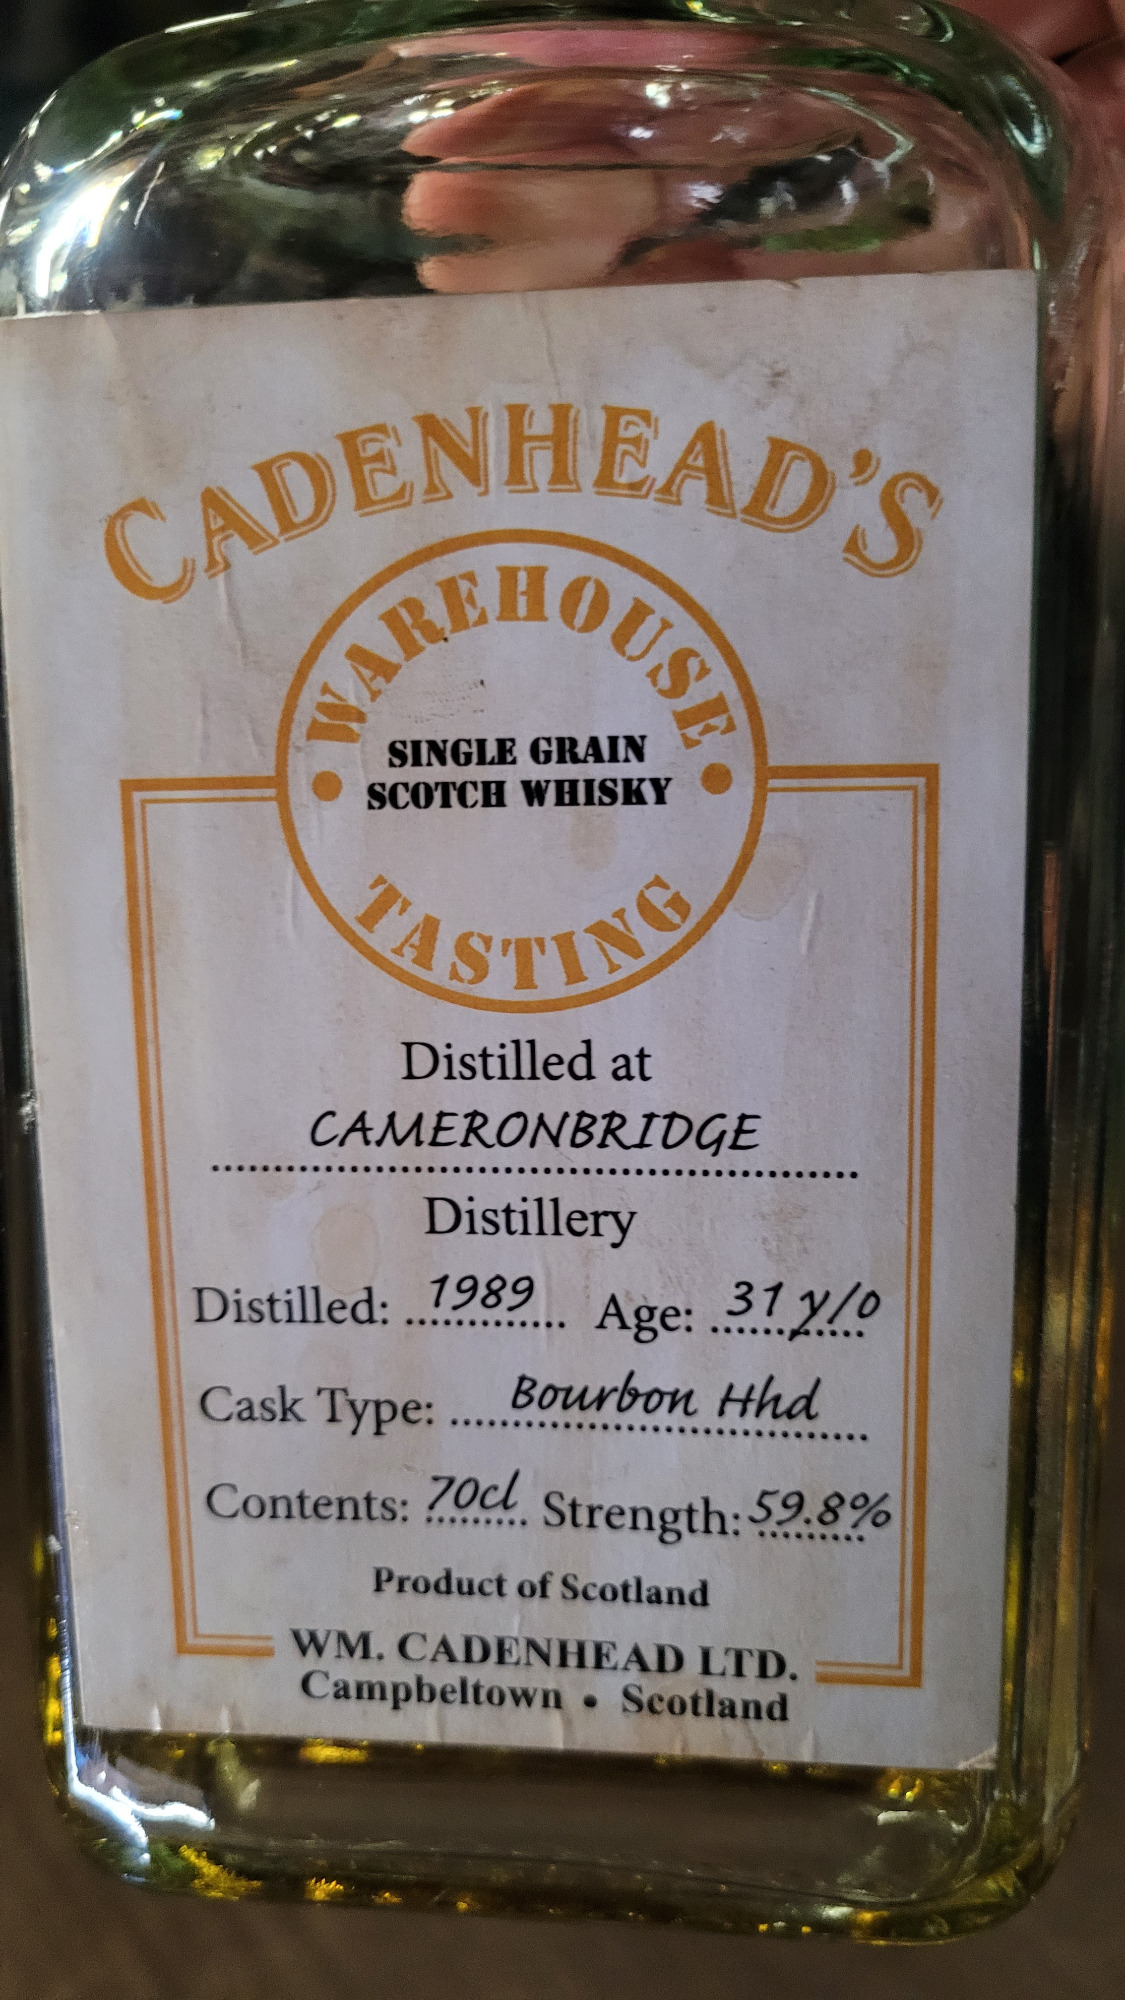 CADENHEAD'S
WAREHOUSE
SINGLE GRAIN
SCOTCH WHISKY
TASTING
Distilled at
CAMERONBRIDGE
Distillery
Distilled: 1989 Age: 31 y/o
Cask Type: Bourbon Hhd
Contents: 70cl Strength: 59.8%
Product of Scotland
WM. CADENHEAD LTD.
Campbeltown • Scotland